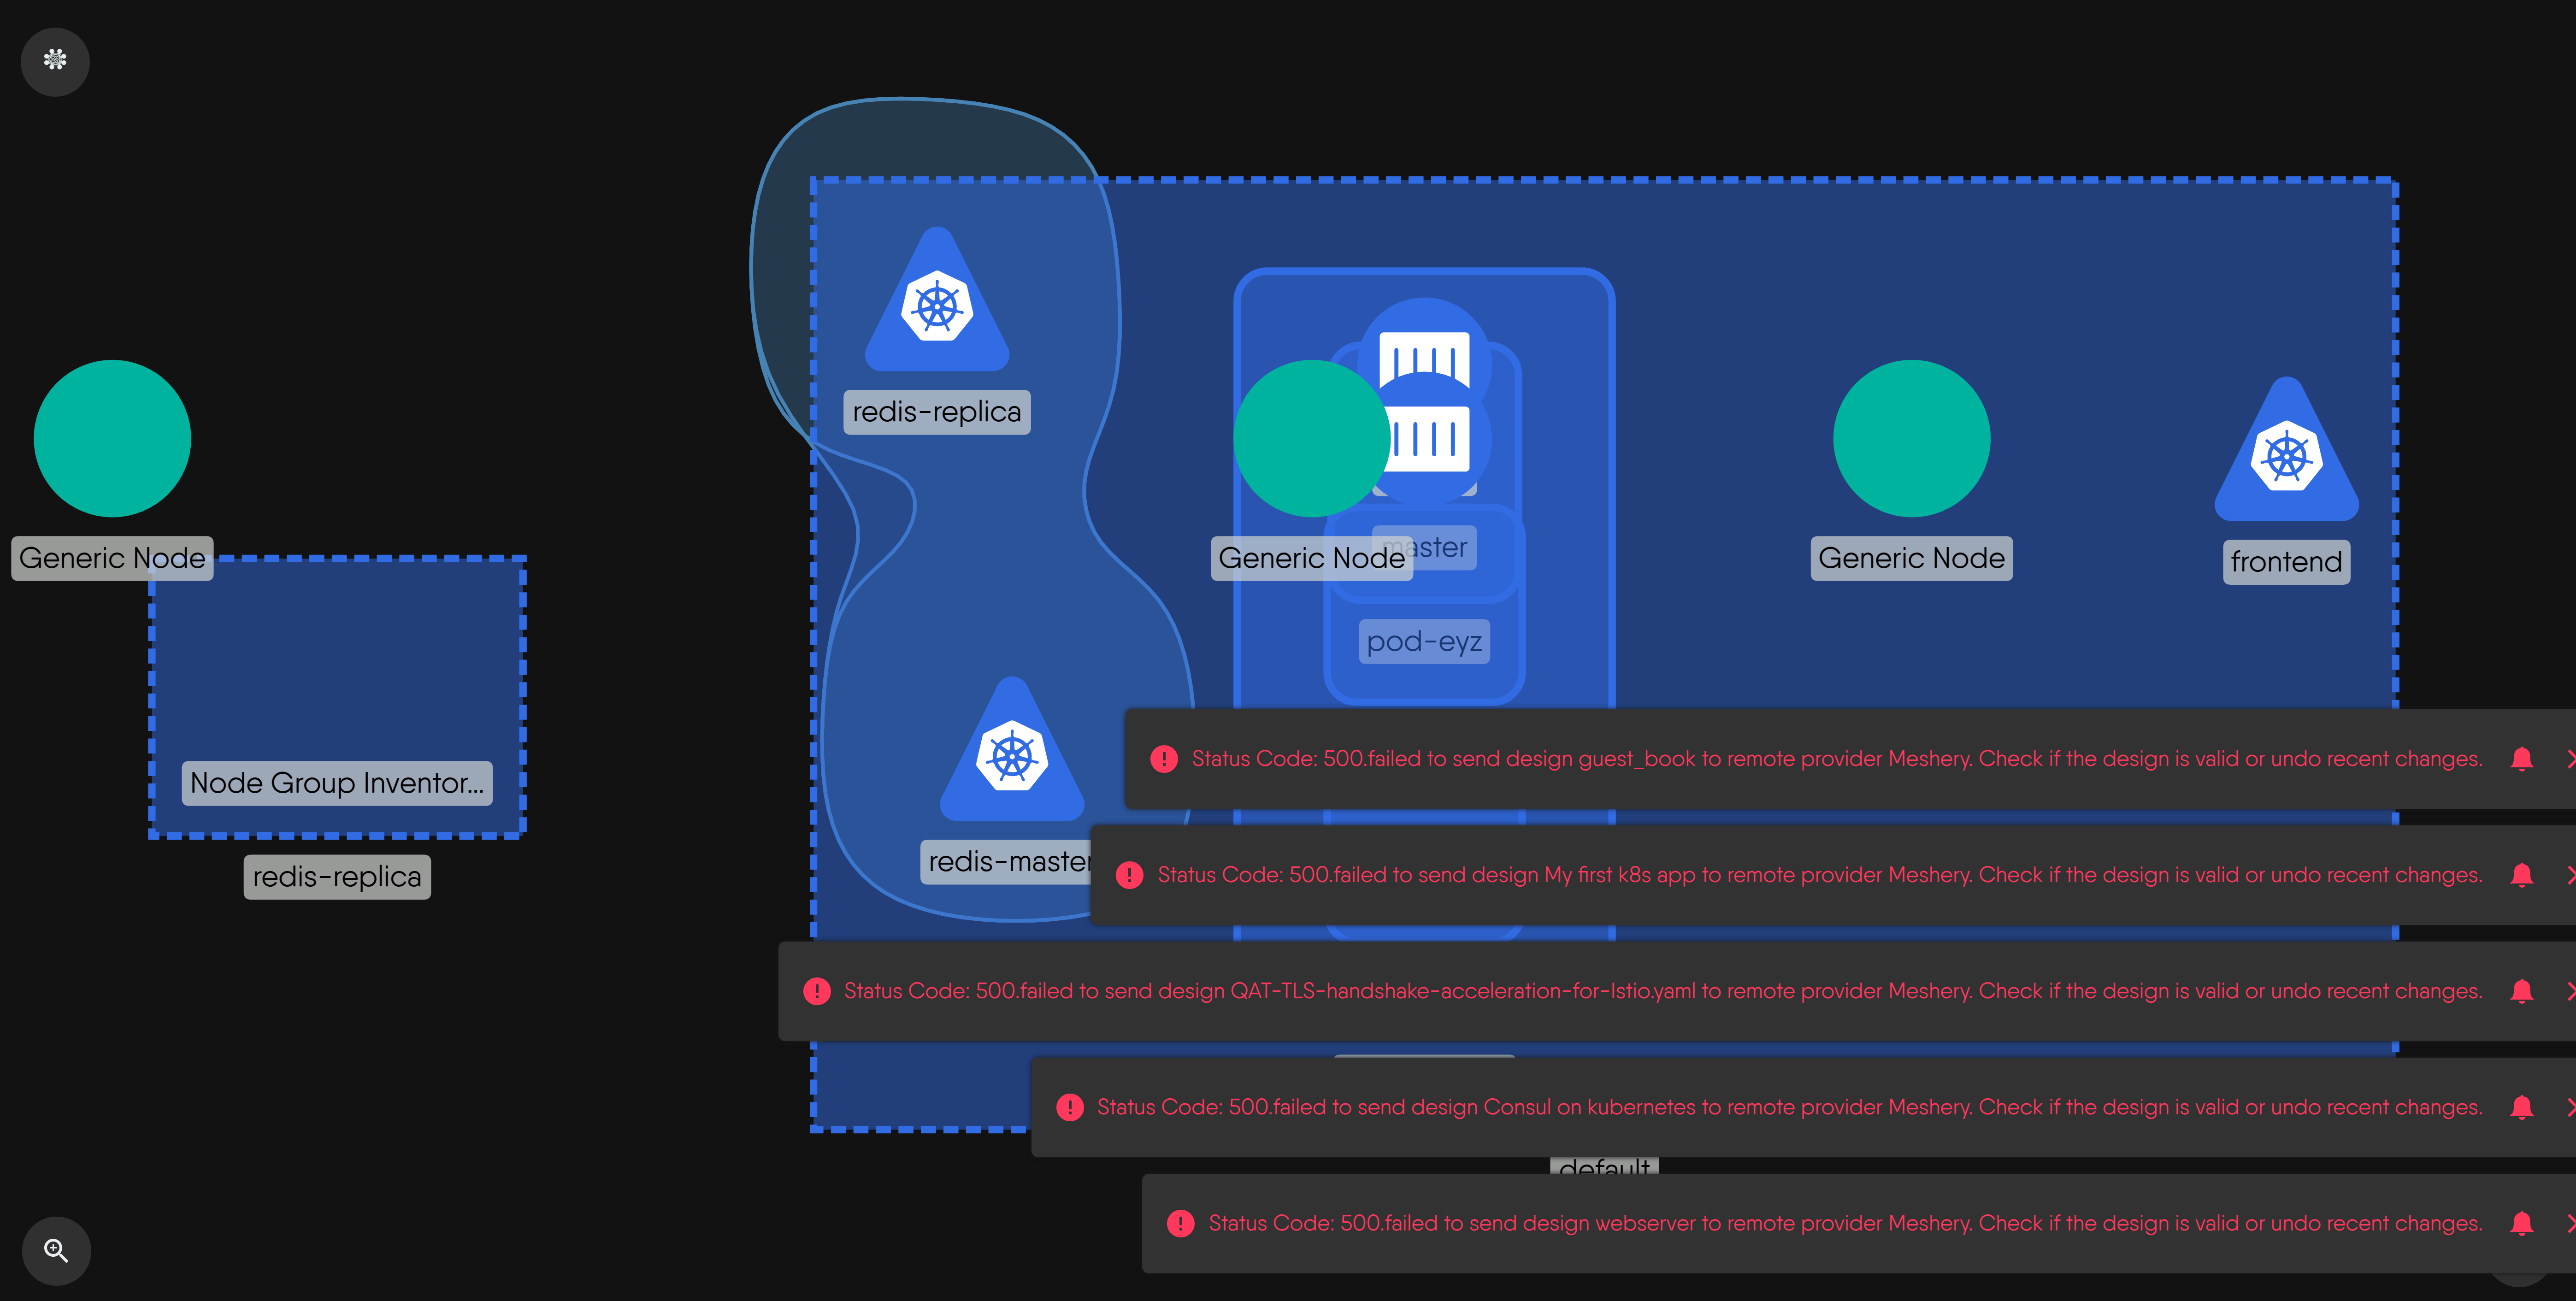 redis-replica
Generic Node
Generic Node
master
Generic Node
frontend
pod-eyz
Node Group Inventor...
redis-replica
redis-master
Status Code: 500.failed to send design guest_book to remote provider Meshery. Check if the design is valid or undo recent changes.
Status Code: 500.failed to send design My first k8s app to remote provider Meshery. Check if the design is valid or undo recent changes.
Status Code: 500.failed to send design QAT-TLS-handshake-acceleration-for-Istio.yaml to remote provider Meshery. Check if the design is valid or undo recent changes.
Status Code: 500.failed to send design Consul on kubernetes to remote provider Meshery. Check if the design is valid or undo recent changes.
default
Status Code: 500.failed to send design webserver to remote provider Meshery. Check if the design is valid or undo recent changes.